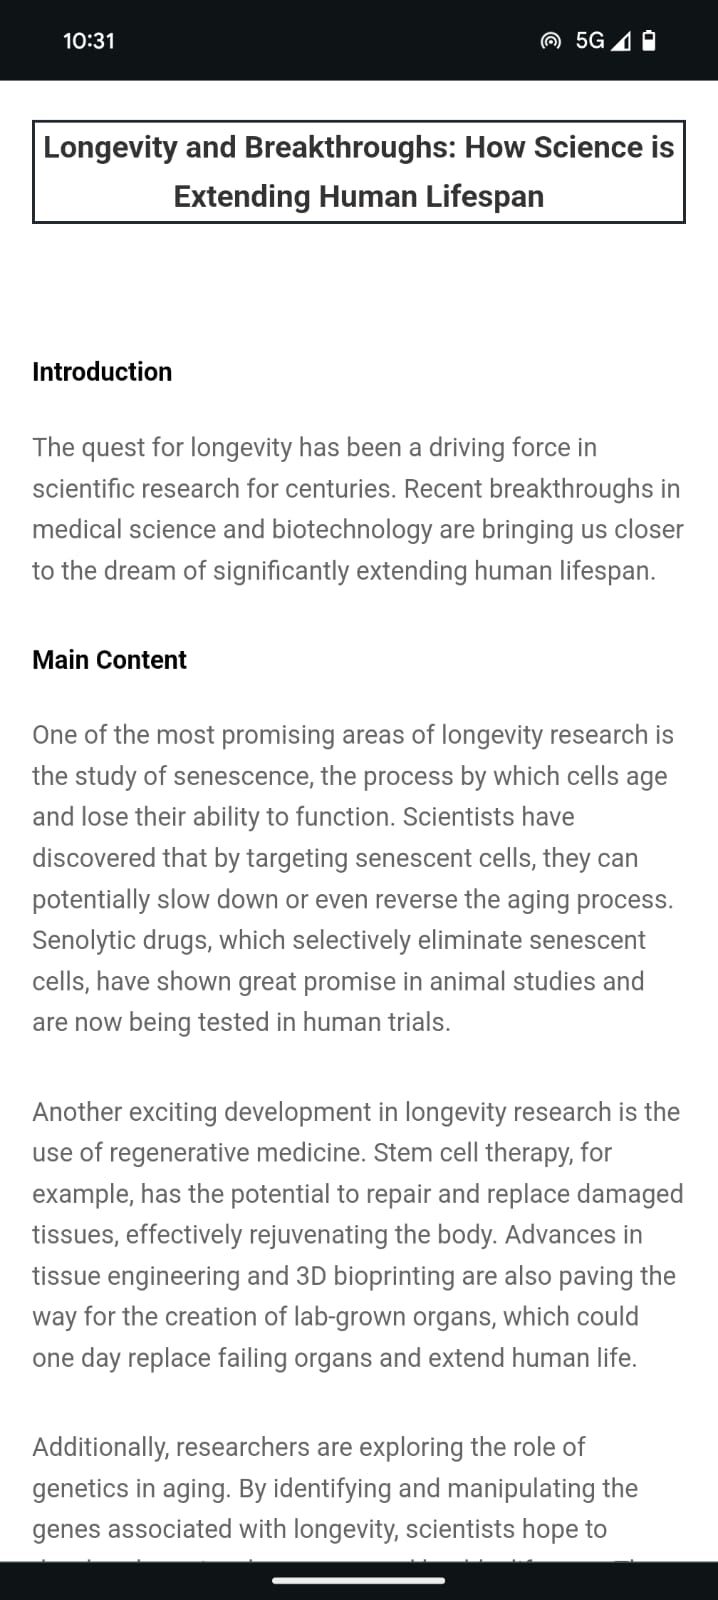 10:31
5G
Longevity and Breakthroughs: How Science is
Extending Human Lifespan
Introduction
The quest for longevity has been a driving force in
scientific research for centuries. Recent breakthroughs in
medical science and biotechnology are bringing us closer
to the dream of significantly extending human lifespan.
Main Content
One of the most promising areas of longevity research is
the study of senescence, the process by which cells age
and lose their ability to function. Scientists have
discovered that by targeting senescent cells, they can
potentially slow down or even reverse the aging process.
Senolytic drugs, which selectively eliminate senescent
cells, have shown great promise in animal studies and
are now being tested in human trials.
Another exciting development in longevity research is the
use of regenerative medicine. Stem cell therapy, for
example, has the potential to repair and replace damaged
tissues, effectively rejuvenating the body. Advances in
tissue engineering and 3D bioprinting are also paving the
way for the creation of lab-grown organs, which could
one day replace failing organs and extend human life.
Additionally, researchers are exploring the role of
genetics in aging. By identifying and manipulating the
genes associated with longevity, scientists hope to